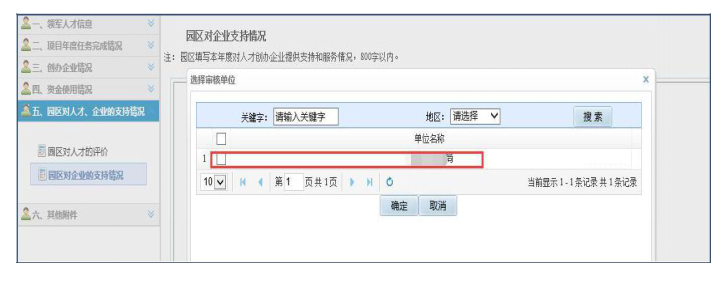 一、领军人才信息
二、项目年度任务完成情况
三、创办企业情况
四、资金使用情况
五、园区对人才、企业的支持情况
园区对人才的评价
园区对企业的支持情况
六、其他附件
园区对企业支持情况
注: 园区填写本年度对人才创办企业提供支持和服务情况，800字以内。
选择审核单位 X
关键字: 请输入关键字 地区: 请选择 搜 索
单位名称
1 局
10 第 1 页共1页 当前显示 1 - 1 条记录 共 1 条记录
确定 取消